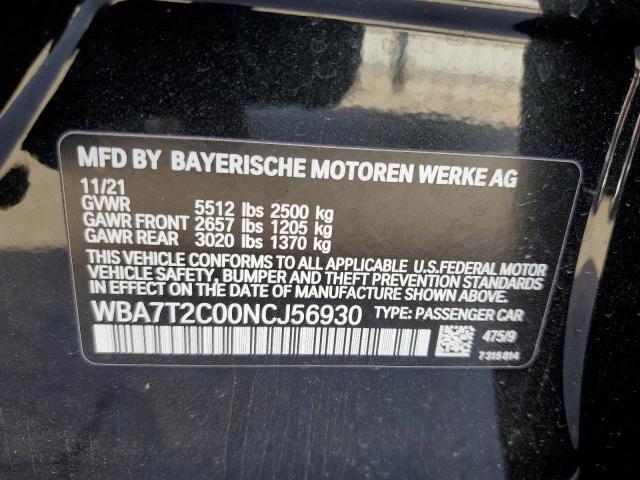 MFD BY BAYERISCHE MOTOREN WERKE AG
11/21
GVWR 5512 lbs 2500 kg
GAWR FRONT 2657 lbs 1205 kg
GAWR REAR 3020 lbs 1370 kg
THIS VEHICLE CONFORMS TO ALL APPLICABLE U.S.FEDERAL MOTOR
VEHICLE SAFETY, BUMPER AND THEFT PREVENTION STANDARDS
IN EFFECT ON THE DATE OF MANUFACTURE SHOWN ABOVE.
WBA7T2C00NCJ56930 TYPE: PASSENGER CAR
475/9
7315814